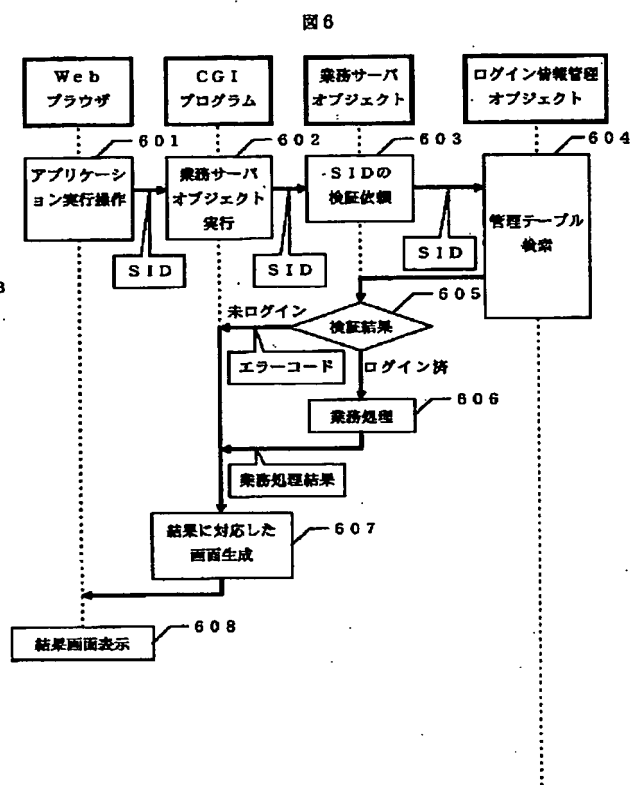 図6
Web
ブラウザ
CGI
プログラム
業務サーバ
オブジェクト
ログイン情報管理
オブジェクト
601
602
603
604
アプリケーシ
ョン実行操作
業務サーバ
オブジェクト
実行
SIDの
検証依頼
管理テーブル
検索
SID
SID
SID
605
未ログイン
検証結果
エラーコード
ログイン済
606
業務処理
業務処理結果
結果に対応した
画面生成
607
608
結果画面表示